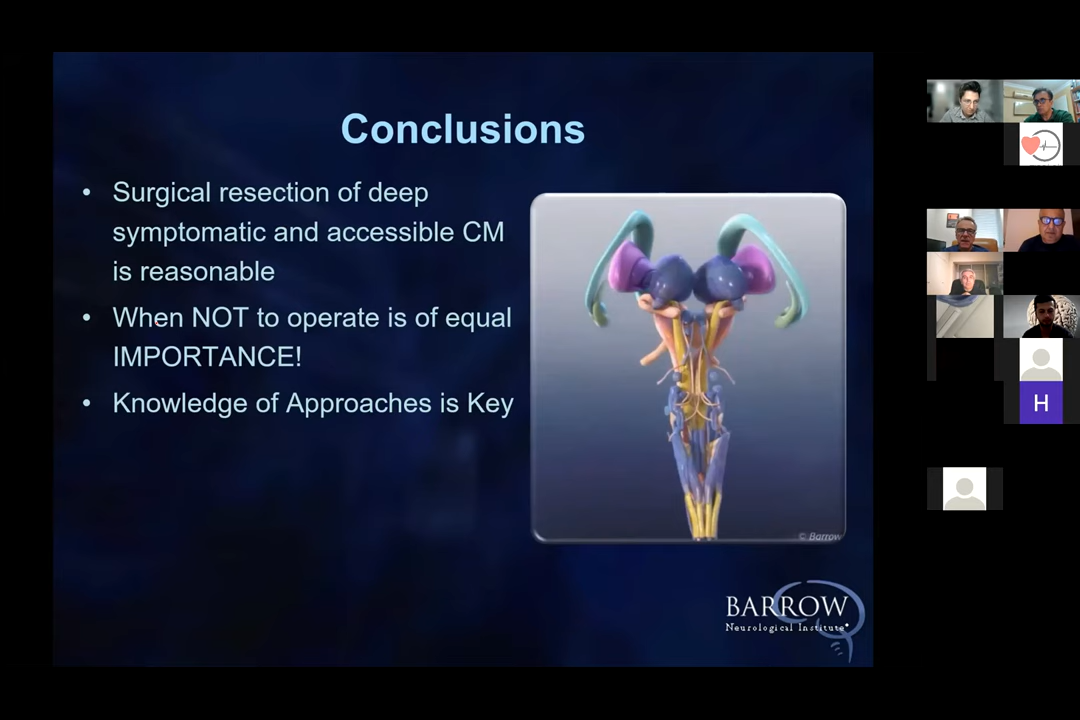 Conclusions
• Surgical resection of deep
symptomatic and accessible CM
is reasonable
• When NOT to operate is of equal
IMPORTANCE!
• Knowledge of Approaches is Key
© Barrow
BARROW
Neurological Institute®
H